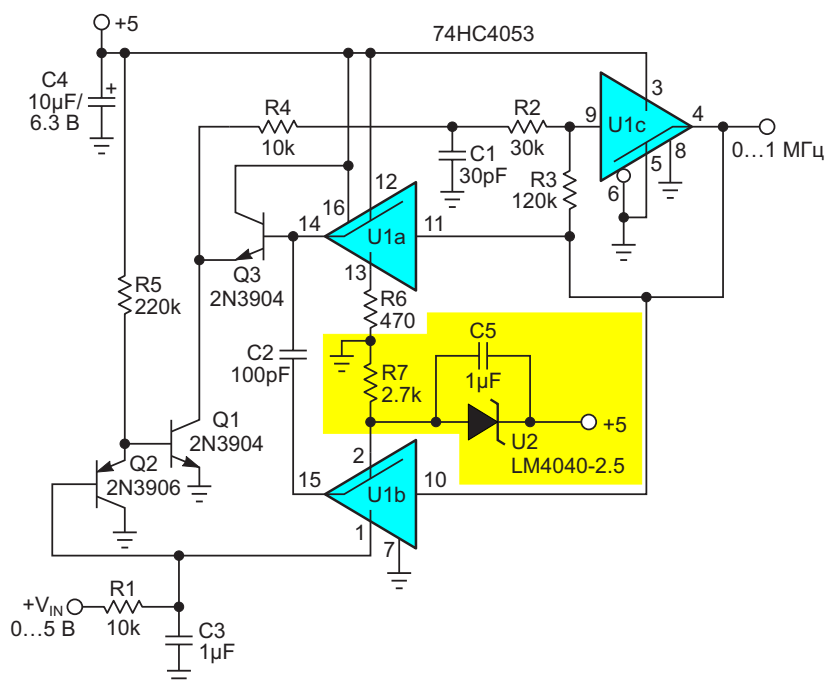 +5
74HC4053
C4
10µF/
6.3 В
+
R4
10k
R2
30k
9
3
U1c
4
5
8
6
0...1 МГц
C1
30pF
R3
120k
12
16
14
U1a
11
13
Q3
2N3904
R5
220k
R6
470
C2
100pF
R7
2.7k
C5
1µF
U2
LM4040-2.5
+5
Q1
2N3904
Q2
2N3906
2
15
U1b
10
1
7
+VIN
0...5 В
R1
10k
C3
1µF